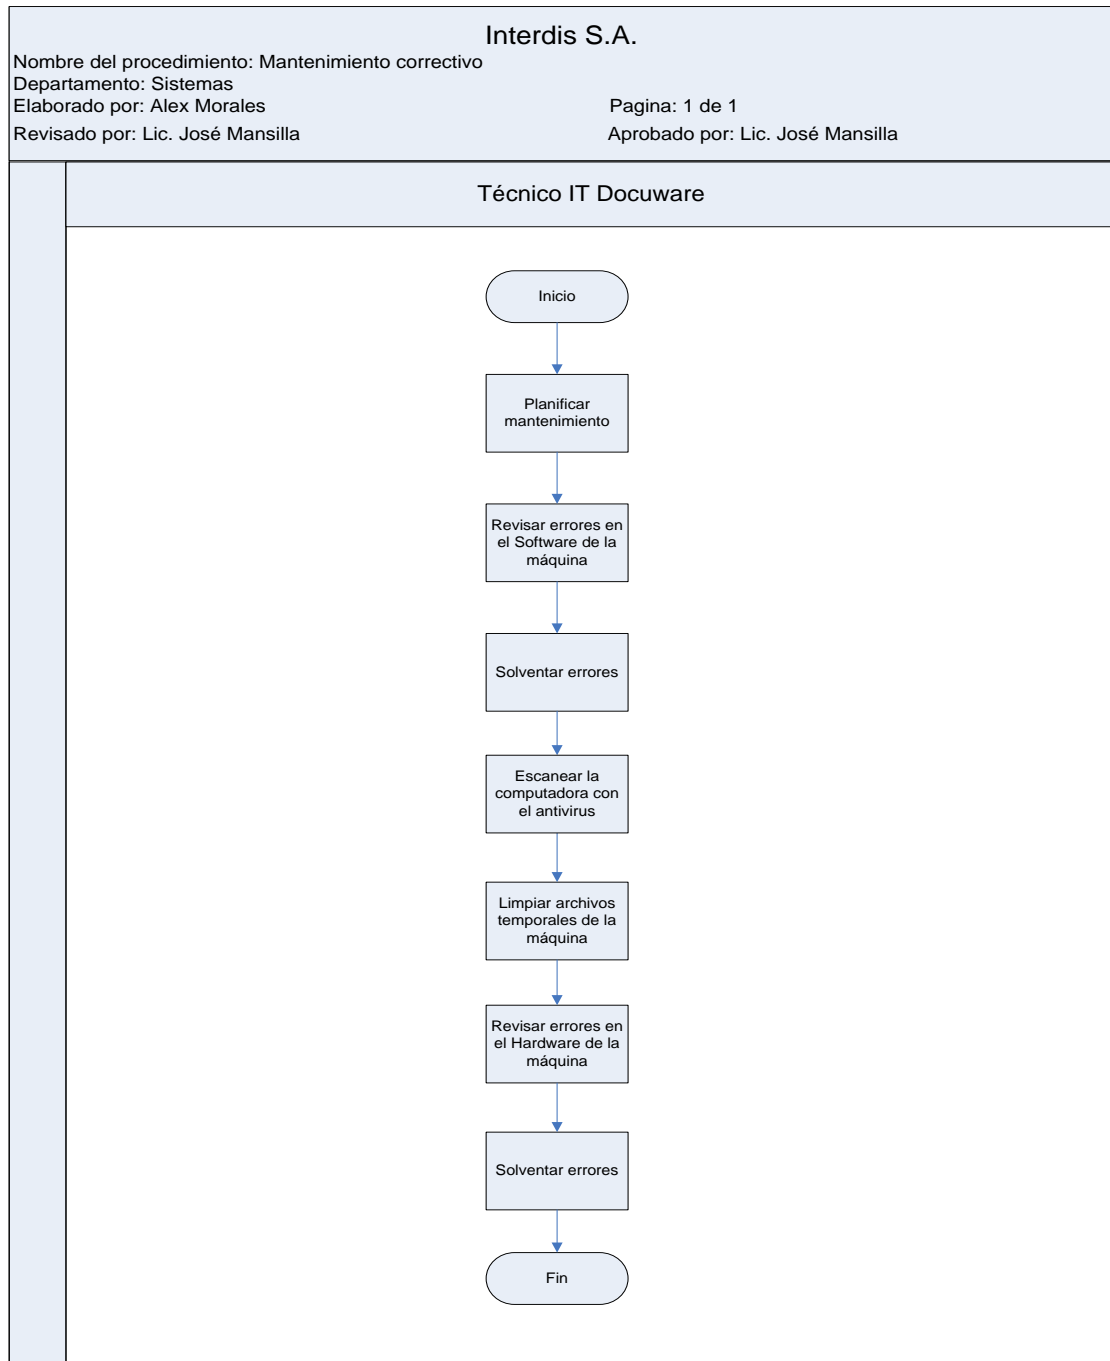 Interdis S.A.
Nombre del procedimiento: Mantenimiento correctivo
Departamento: Sistemas
Elaborado por: Alex Morales
Pagina: 1 de 1
Revisado por: Lic. José Mansilla
Aprobado por: Lic. José Mansilla
Técnico IT Docuware
Inicio
Planificar
mantenimiento
Revisar errores en
el Software de la
máquina
Solventar errores
Escanear la
computadora con
el antivirus
Limpiar archivos
temporales de la
máquina
Revisar errores en
el Hardware de la
máquina
Solventar errores
Fin